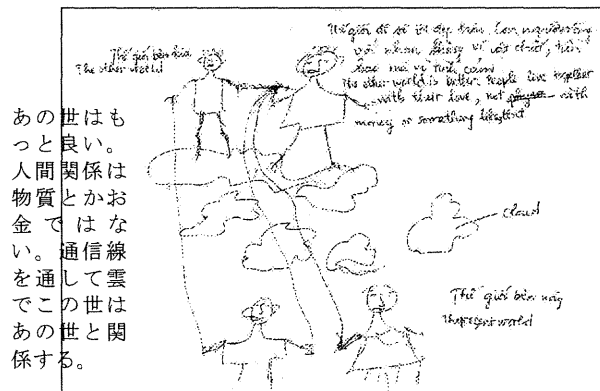 Thế giới bên kia
The other world
Thế giới đó sẽ tốt đẹp hơn, Con người sống
với nhau không vì vật chất, tiền
bạc mà vì tình cảm
The other world is better. People live together
with their love, not with
money or something like that
あの世はも
っと良い。
人間関係は
物質とかお
金ではな
い。通信線
を通して雲
でこの世は
あの世と関
係する。
cloud
Thế giới bên này
The present world